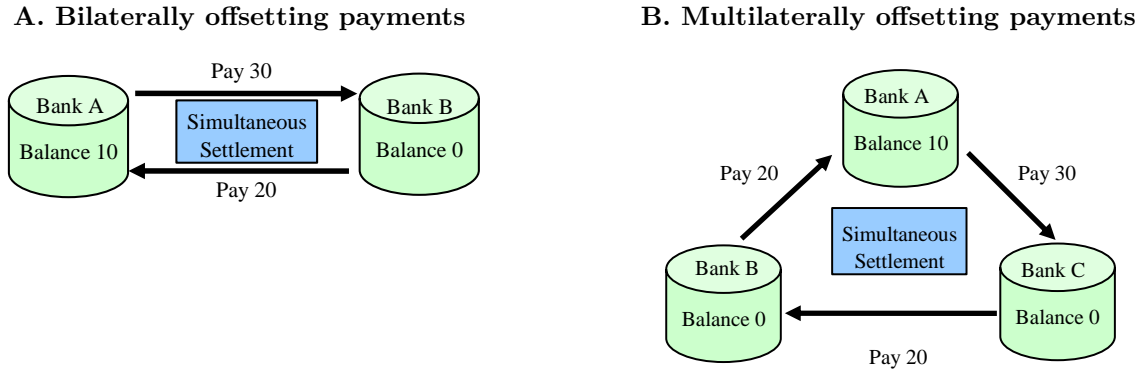 A. Bilaterally offsetting payments
Pay 30
Bank A
Bank B
Simultaneous
Settlement
Balance 10
Balance 0
Pay 20
B. Multilaterally offsetting payments
Bank A
Balance 10
Pay 20
Pay 30
Simultaneous
Settlement
Bank B
Bank C
Balance 0
Balance 0
Pay 20